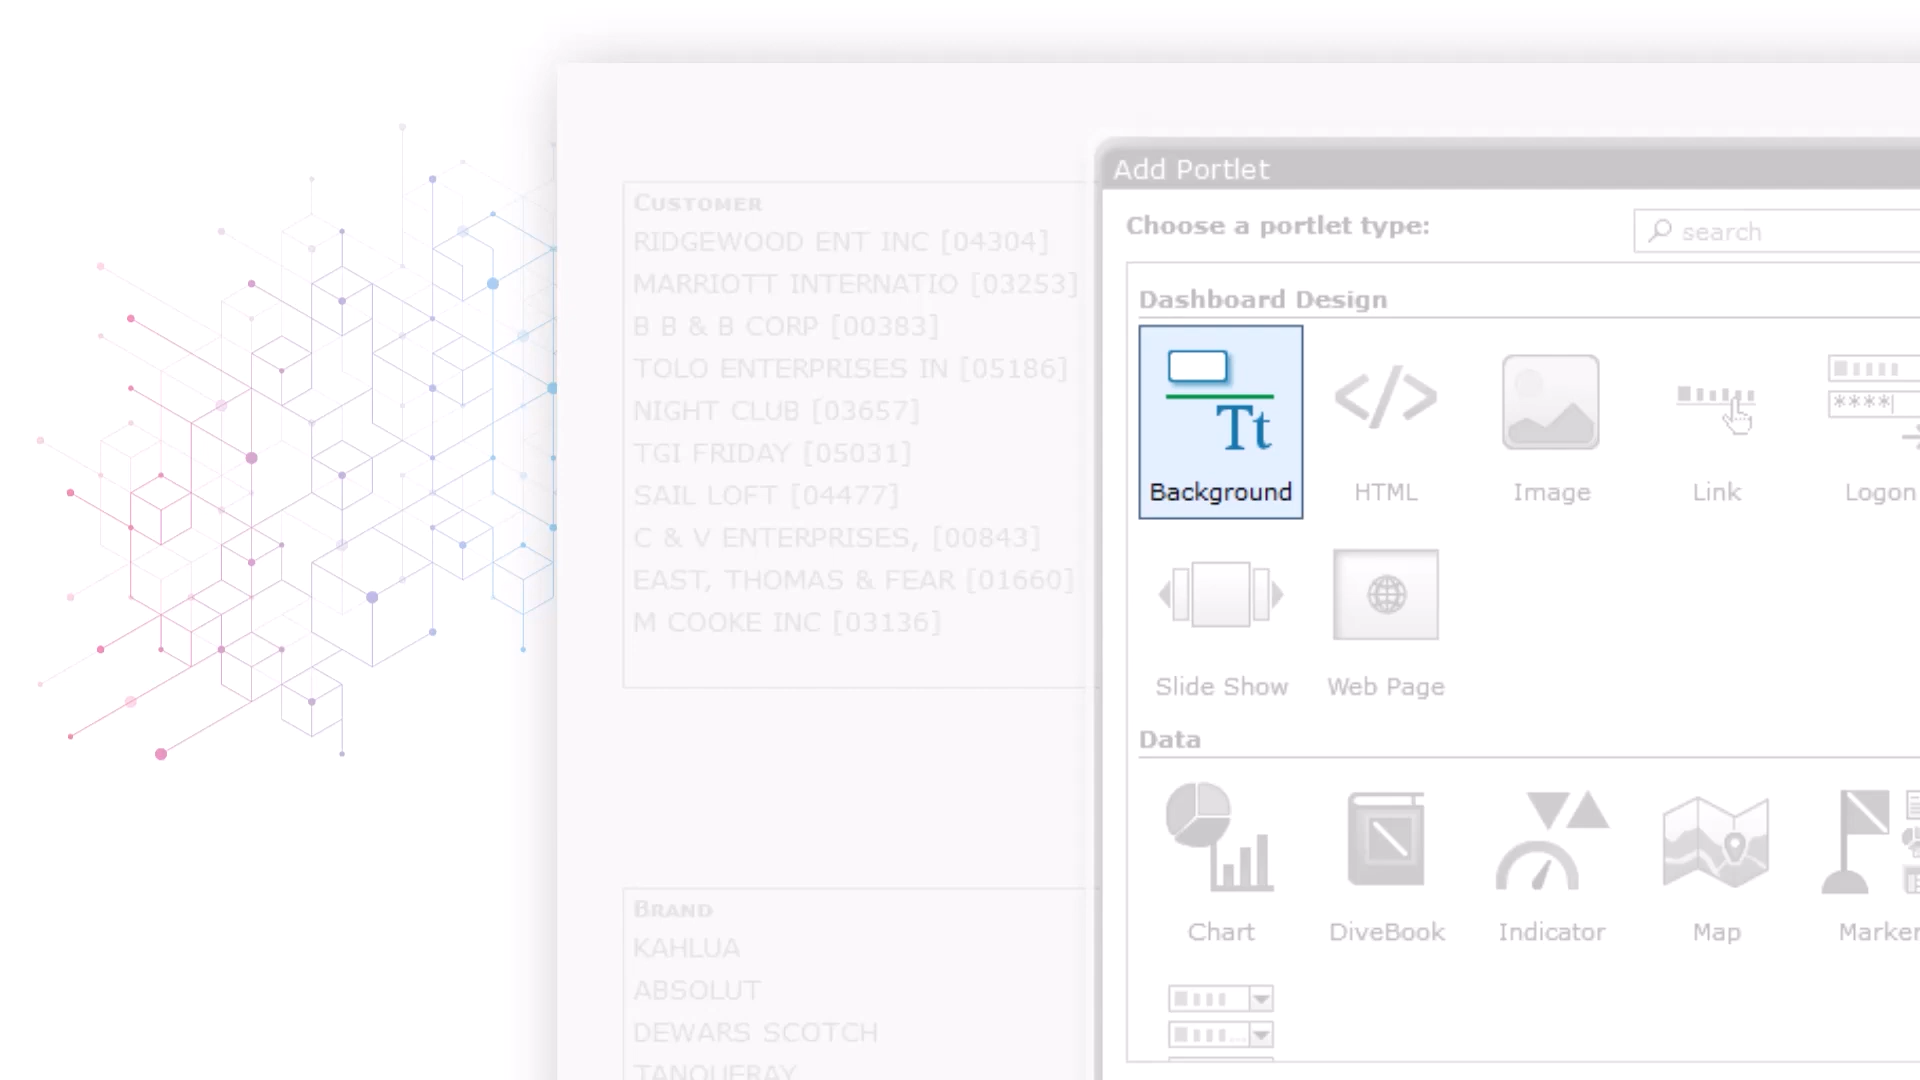 CUSTOMER
RIDGEWOOD ENT INC [04304]
MARRIOTT INTERNATIO [03253]
B B & B CORP [00383]
TOLO ENTERPRISES IN [05186]
NIGHT CLUB [03657]
TGI FRIDAY [05031]
SAIL LOFT [04477]
C & V ENTERPRISES, [00843]
EAST, THOMAS & FEAR [01660]
M COOKE INC [03136]
BRAND
KAHLUA
ABSOLUT
DEWARS SCOTCH
TANQUERAY
Add Portlet
Choose a portlet type:
search
Dashboard Design
Tt
****
Background
HTML
</>
Image
Link
Logon
Slide Show
Web Page
Data
Chart
DiveBook
Indicator
Map
Marker